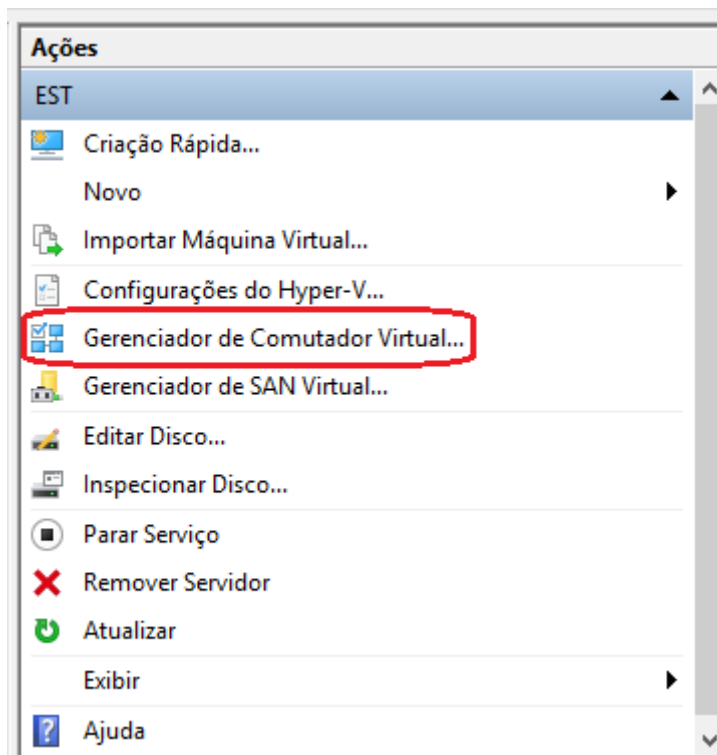 Ações
EST
Criação Rápida...
Novo
Importar Máquina Virtual...
Configurações do Hyper-V...
Gerenciador de Comutador Virtual...
Gerenciador de SAN Virtual...
Editar Disco...
Inspecionar Disco...
Parar Serviço
Remover Servidor
Atualizar
Exibir
Ajuda